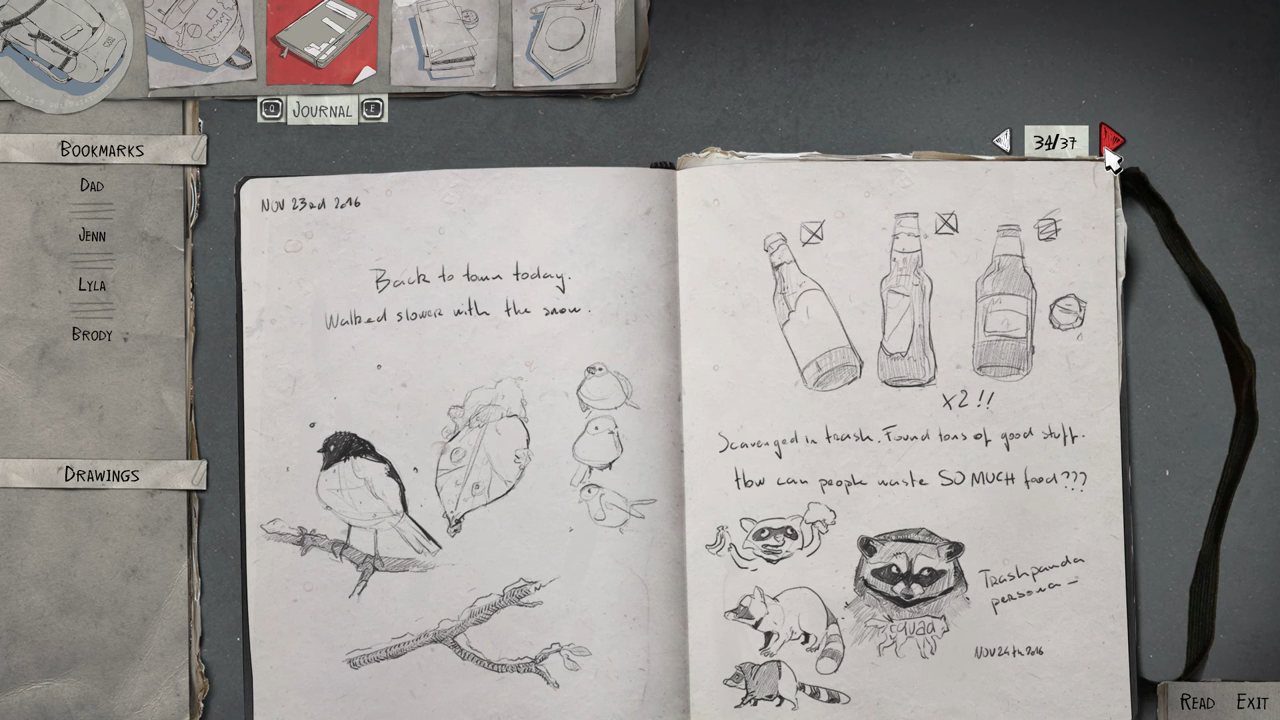 Q
JOURNAL
E
BOOKMARKS
DAD
JENN
LYLA
BRODY
DRAWINGS
34/37
NOV 23rd 2016
Back to town today.
Walked slower with the snow.
x2 !!
Scavenged in trash. Found tons of good stuff.
How can people waste SO MUCH food???
Trashpanda
persona –
squad
NOV 24th 2016
READ
EXIT